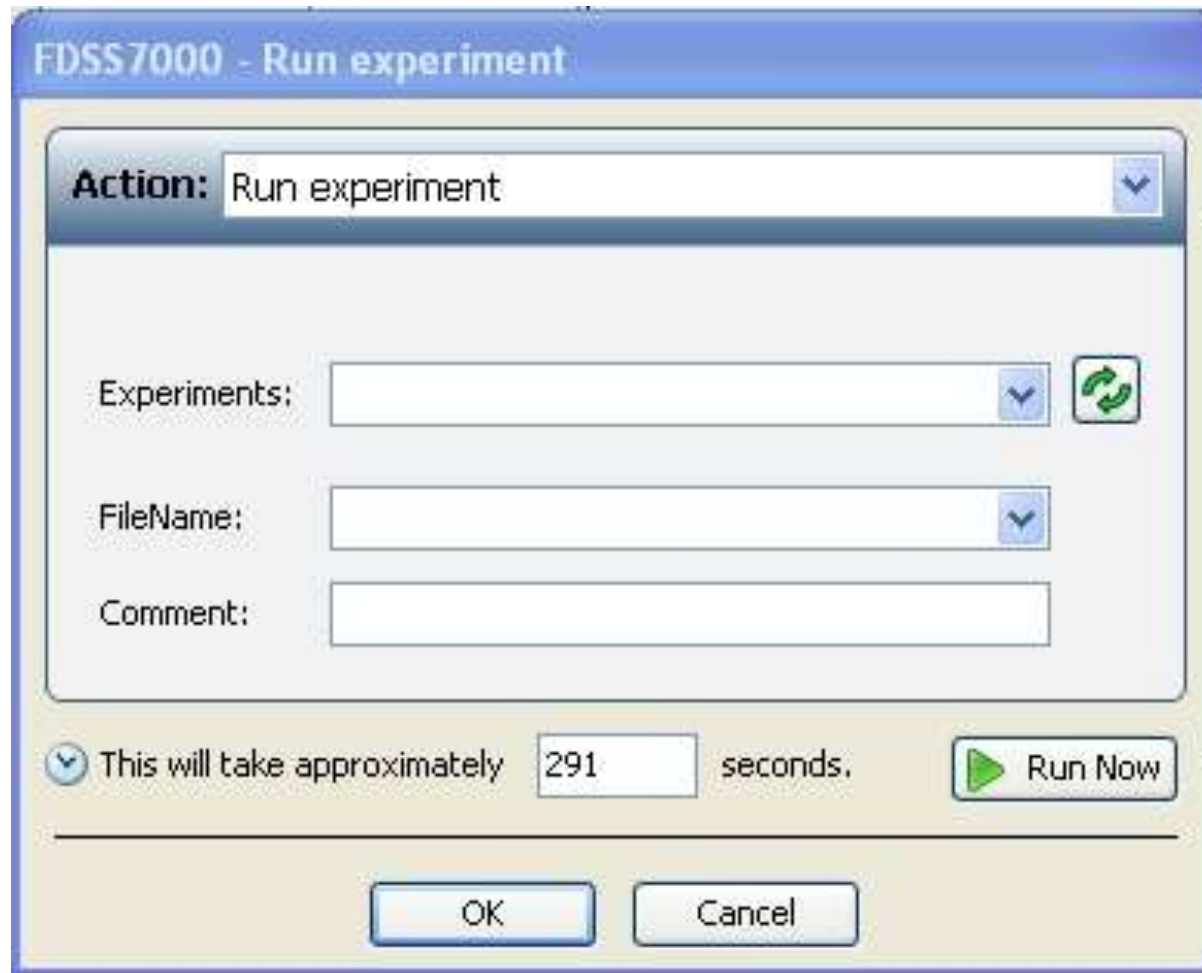 FDSS7000 - Run experiment
Action: Run experiment
Experiments:
FileName:
Comment:
This will take approximately 291 seconds. Run Now
OK Cancel